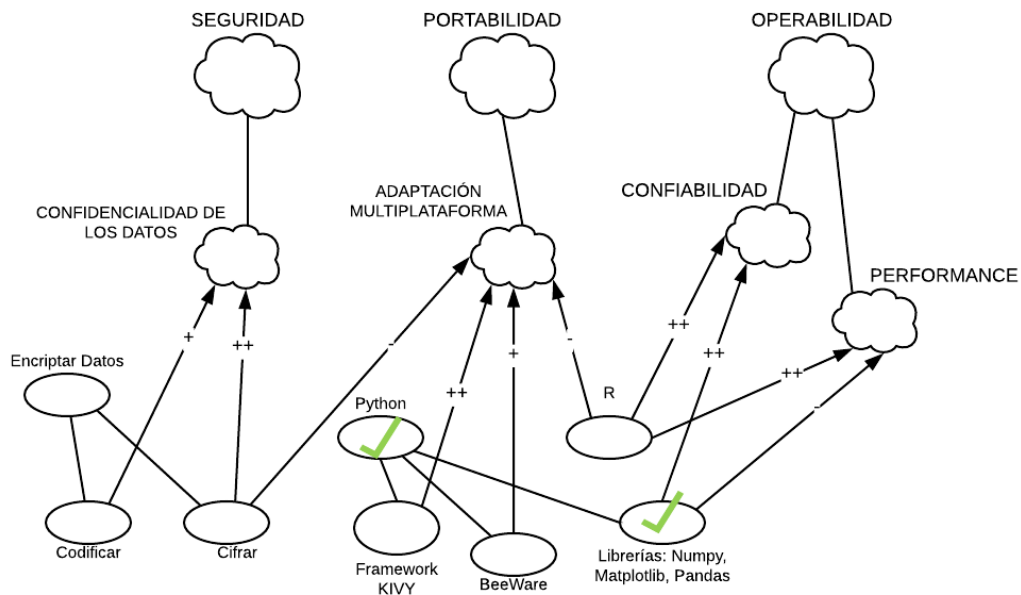 SEGURIDAD
PORTABILIDAD
OPERABILIDAD
CONFIDENCIALIDAD DE
LOS DATOS
ADAPTACIÓN
MULTIPLATAFORMA
CONFIABILIDAD
PERFORMANCE
+
++
-
++
+
-
++
++
++
-
Encriptar Datos
Python
R
Codificar
Cifrar
Framework
KIVY
BeeWare
Librerías: Numpy,
Matplotlib, Pandas